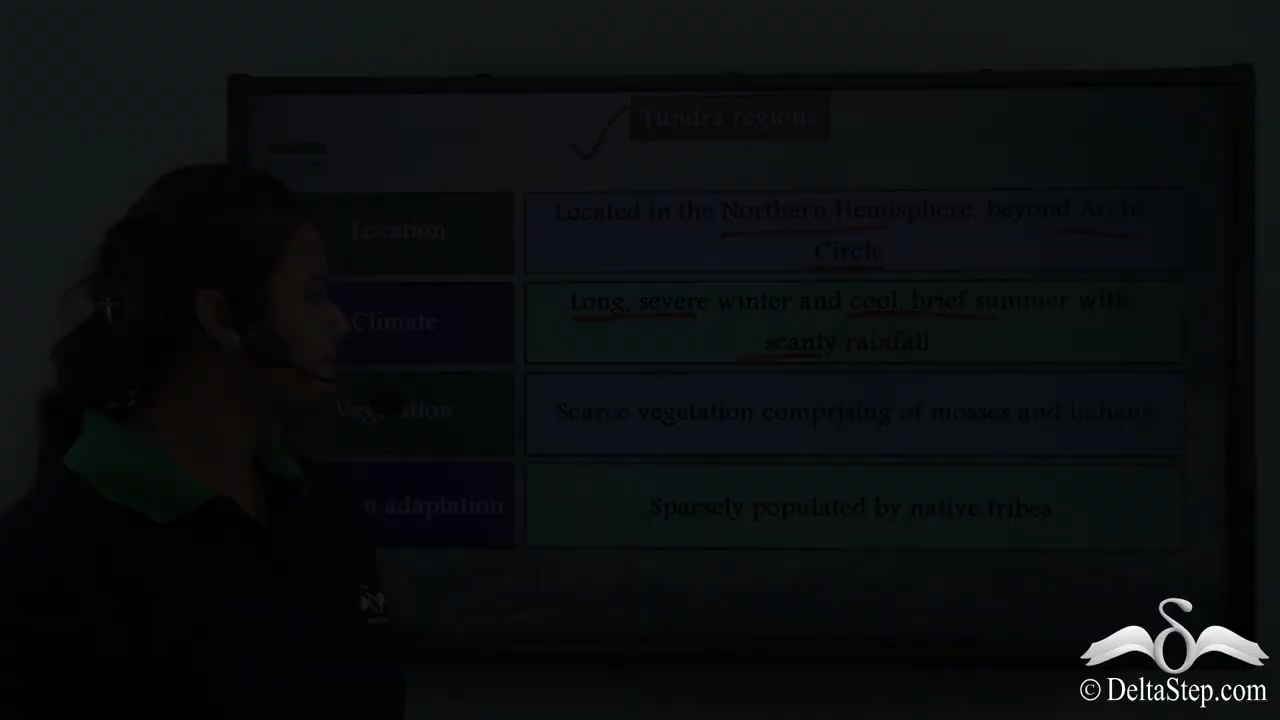 Tundra regions
Location
Located in the Northern Hemisphere, beyond Arctic
Circle
Climate
Long, severe winter and cool, brief summer with
scanty rainfall
Scarce vegetation comprising of mosses and lichens
adaptation
Sparsely populated by native tribes
© DeltaStep.com